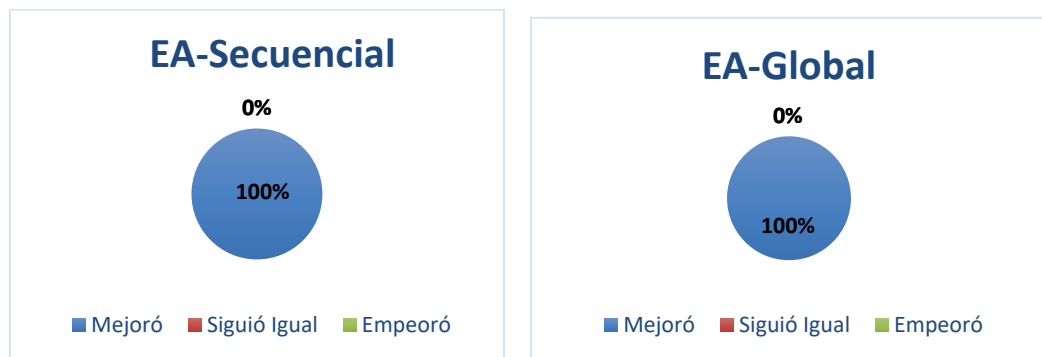 EA-Secuencial
0%
100%
Mejoró Siguió Igual Empeoró
EA-Global
0%
100%
Mejoró Siguió Igual Empeoró